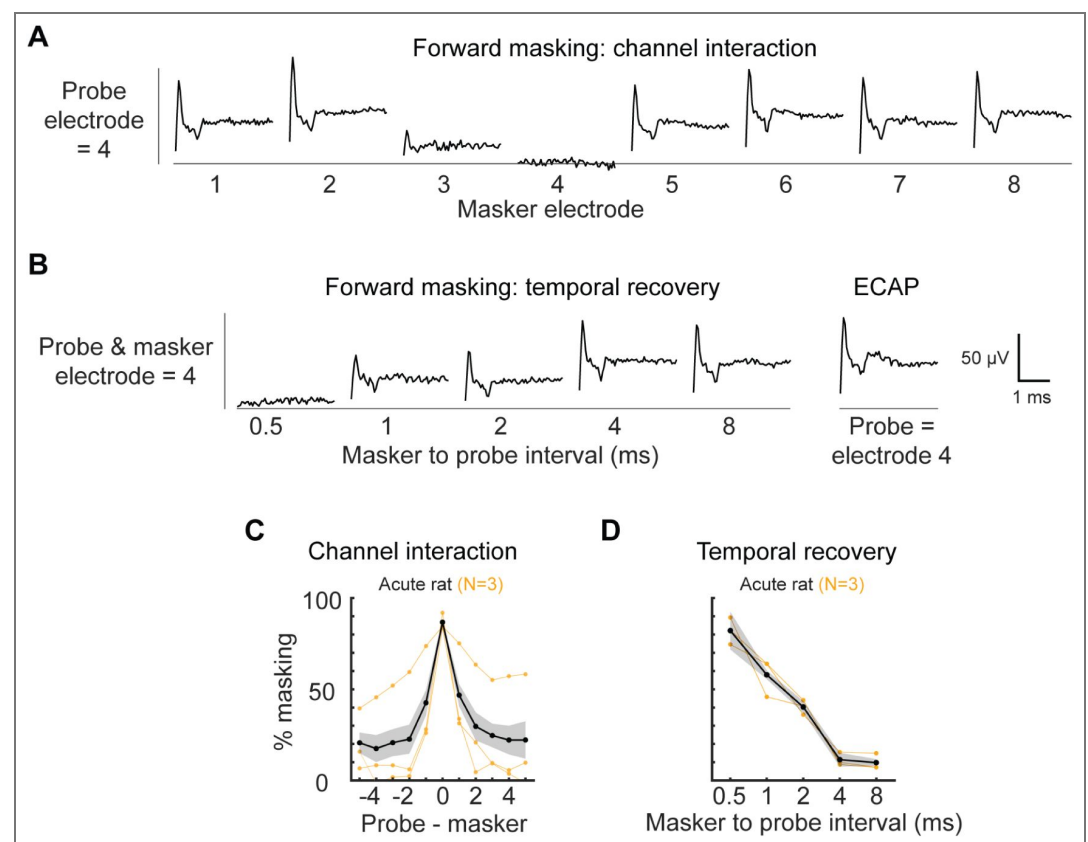 A
Forward masking: channel interaction
Probe
electrode
= 4
1 2 3 4 5 6 7 8
Masker electrode
B
Forward masking: temporal recovery
ECAP
Probe & masker
electrode = 4
50 µV
1 ms
0.5 1 2 4 8
Masker to probe interval (ms)
Probe =
electrode 4
C
Channel interaction
Acute rat (N=3)
100
50
0
% masking
-4 -2 0 2 4
Probe - masker
D
Temporal recovery
Acute rat (N=3)
0.5 1 2 4 8
Masker to probe interval (ms)